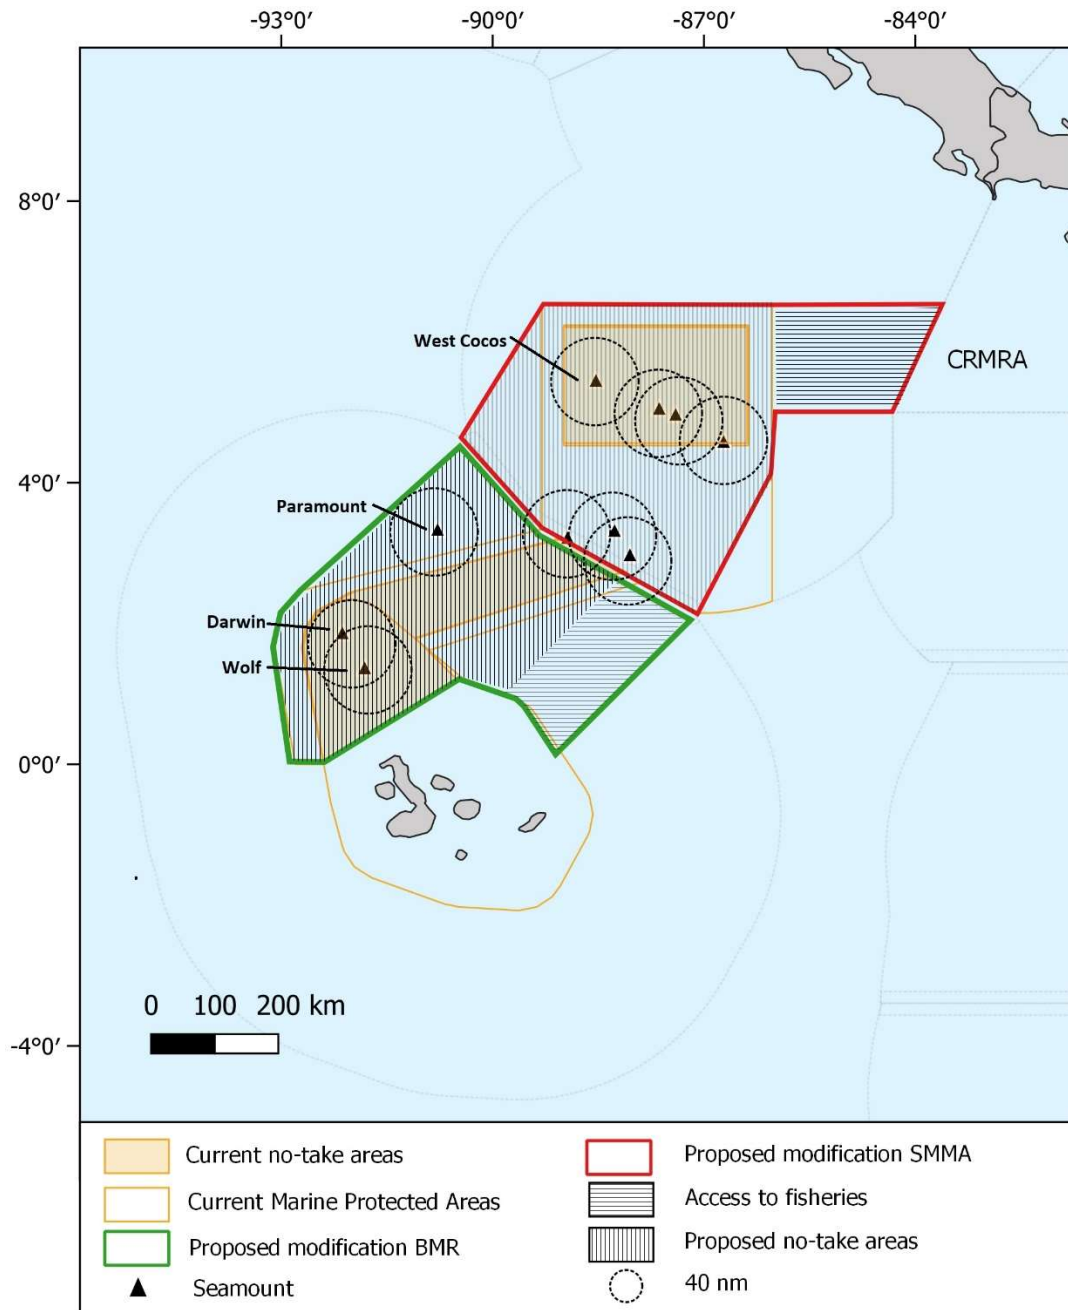 -93°0′ -90°0′ -87°0′ -84°0′
8°0′
West Cocos
CRMRA
4°0′
Paramount
Darwin
Wolf
0°0′
0 100 200 km
-4°0′
Current no-take areas
Current Marine Protected Areas
Proposed modification BMR
Seamount
Proposed modification SMMA
Access to fisheries
Proposed no-take areas
40 nm